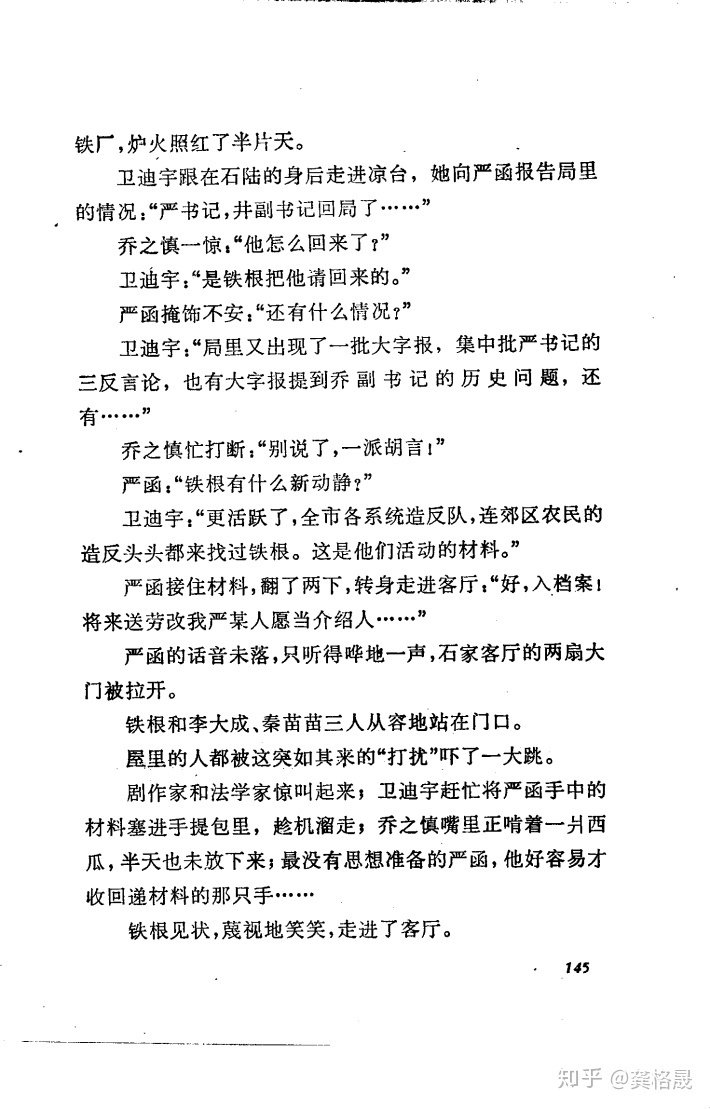 铁厂，炉火照红了半片天。
卫迪宇跟在石陆的身后走进凉台，她向严函报告局里
的情况：“严书记，井副书记回局了……”
乔之慎一惊：“他怎么回来了？”
卫迪宇：“是铁根把他请回来的。”
严函掩饰不安：“还有什么情况？”
卫迪宇：“局里又出现了一批大字报，集中批严书记的
三反言论，也有大字报提到乔副书记的历史问题，还
有……”
乔之慎忙打断：“别说了，一派胡言！”
严函：“铁根有什么新动静？”
卫迪宇：“更活跃了，全市各系统造反队，连郊区农民的
造反头头都来找过铁根。这是他们活动的材料。”
严函接住材料，翻了两下，转身走进客厅：“好，入档案！
将来送劳改我严某人愿当介绍人……”
严函的话音未落，只听得哗地一声，石家客厅的两扇大
门被拉开。
铁根和李大成、秦苗苗三人从容地站在门口。
屋里的人都被这突如其来的“打扰”吓了一大跳。
剧作家和法学家惊叫起来；卫迪宇赶忙将严函手中的
材料塞进手提包里，趁机溜走；乔之慎嘴里正啃着一爿西
瓜，半天也未放下来；最没有思想准备的严函，他好容易才
收回递材料的那只手……
铁根见状，蔑视地笑笑，走进了客厅。
145
知乎 @龚格晟